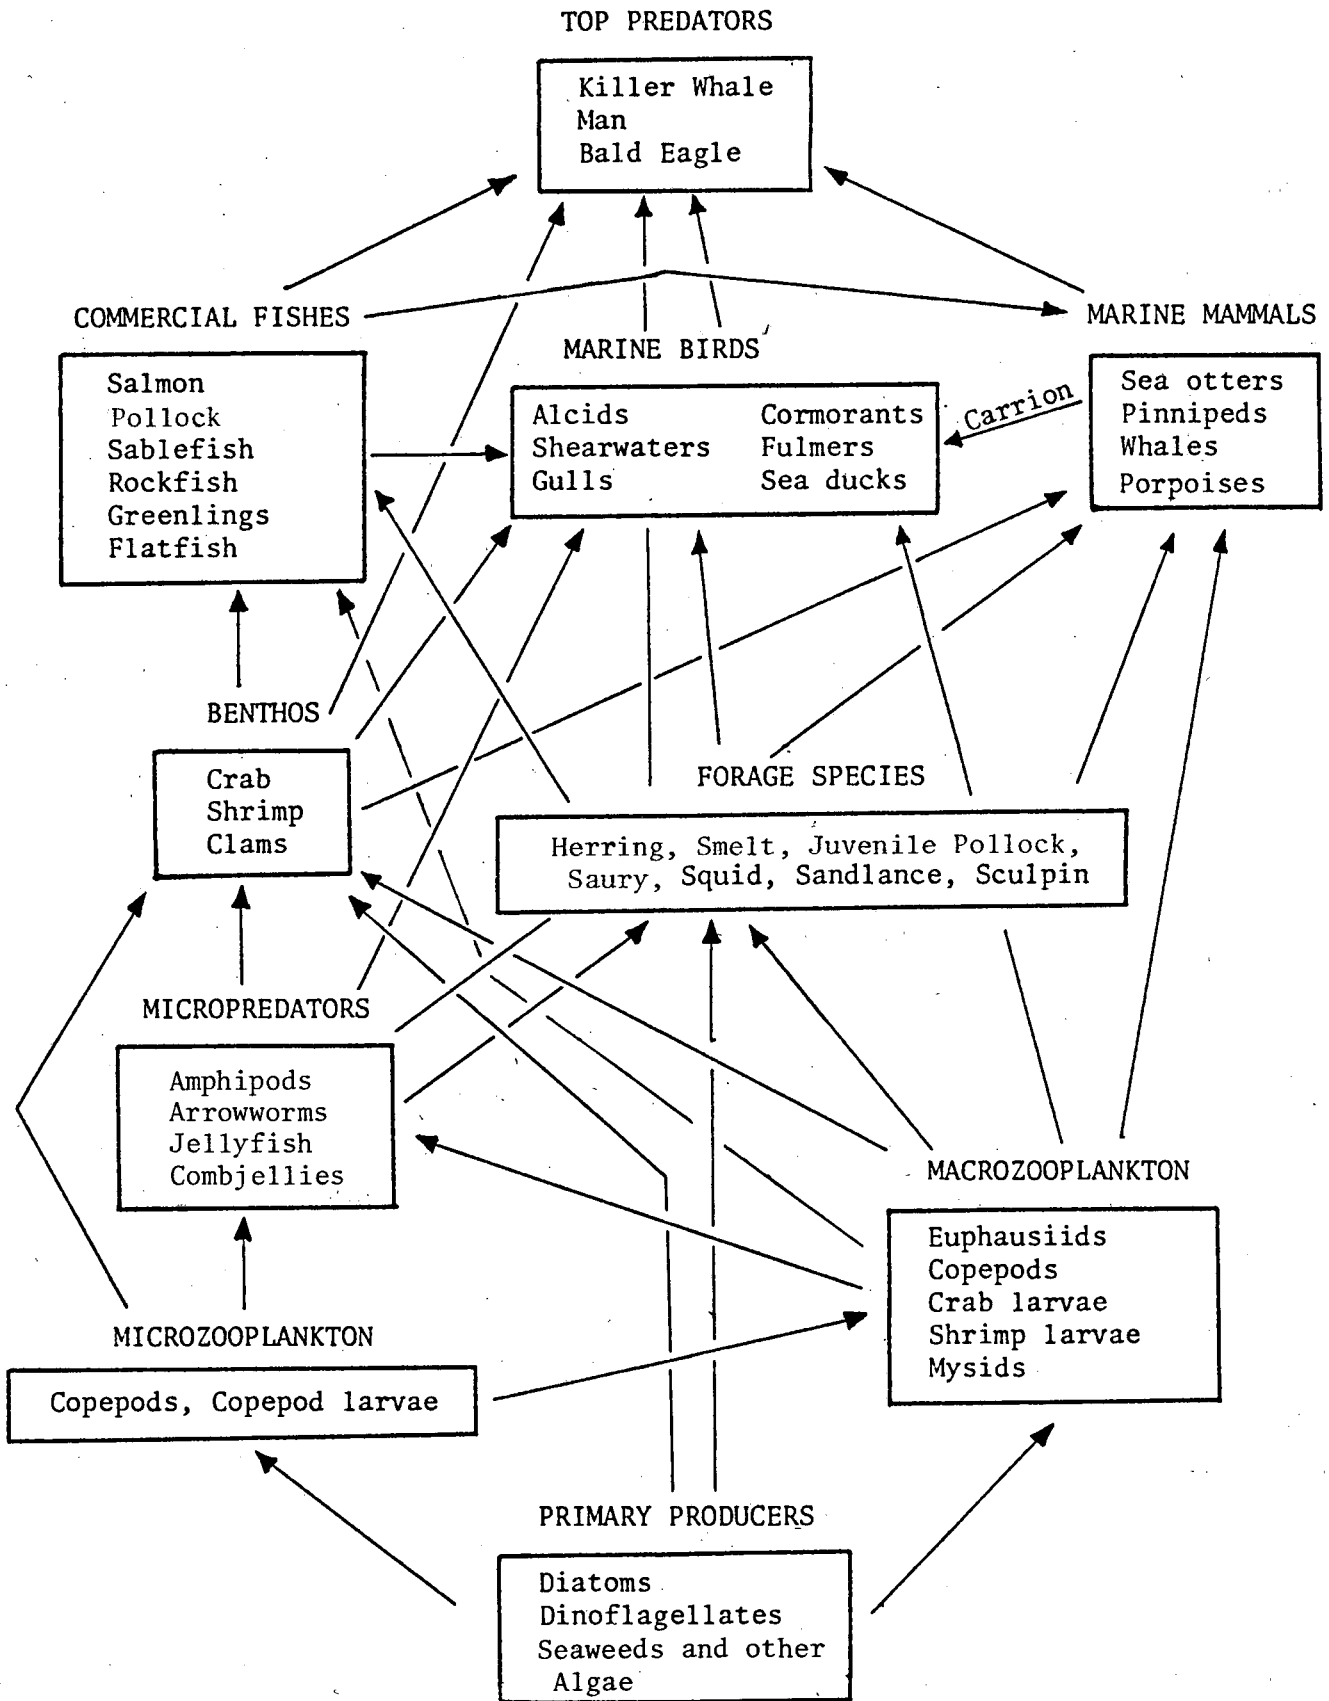 TOP PREDATORS
Killer Whale
Man
Bald Eagle
COMMERCIAL FISHES
Salmon
Pollock
Sablefish
Rockfish
Greenlings
Flatfish
MARINE BIRDS
Alcids
Shearwaters
Gulls
Cormorants
Fulmers
Sea ducks
Carrion
MARINE MAMMALS
Sea otters
Pinnipeds
Whales
Porpoises
BENTHOS
Crab
Shrimp
Clams
FORAGE SPECIES
Herring, Smelt, Juvenile Pollock,
Saury, Squid, Sandlance, Sculpin
MICROPREDATORS
Amphipods
Arrowworms
Jellyfish
Combjellies
MACROZOOPLANKTON
Euphausiids
Copepods
Crab larvae
Shrimp larvae
Mysids
MICROZOOPLANKTON
Copepods, Copepod larvae
PRIMARY PRODUCERS
Diatoms
Dinoflagellates
Seaweeds and other
Algae